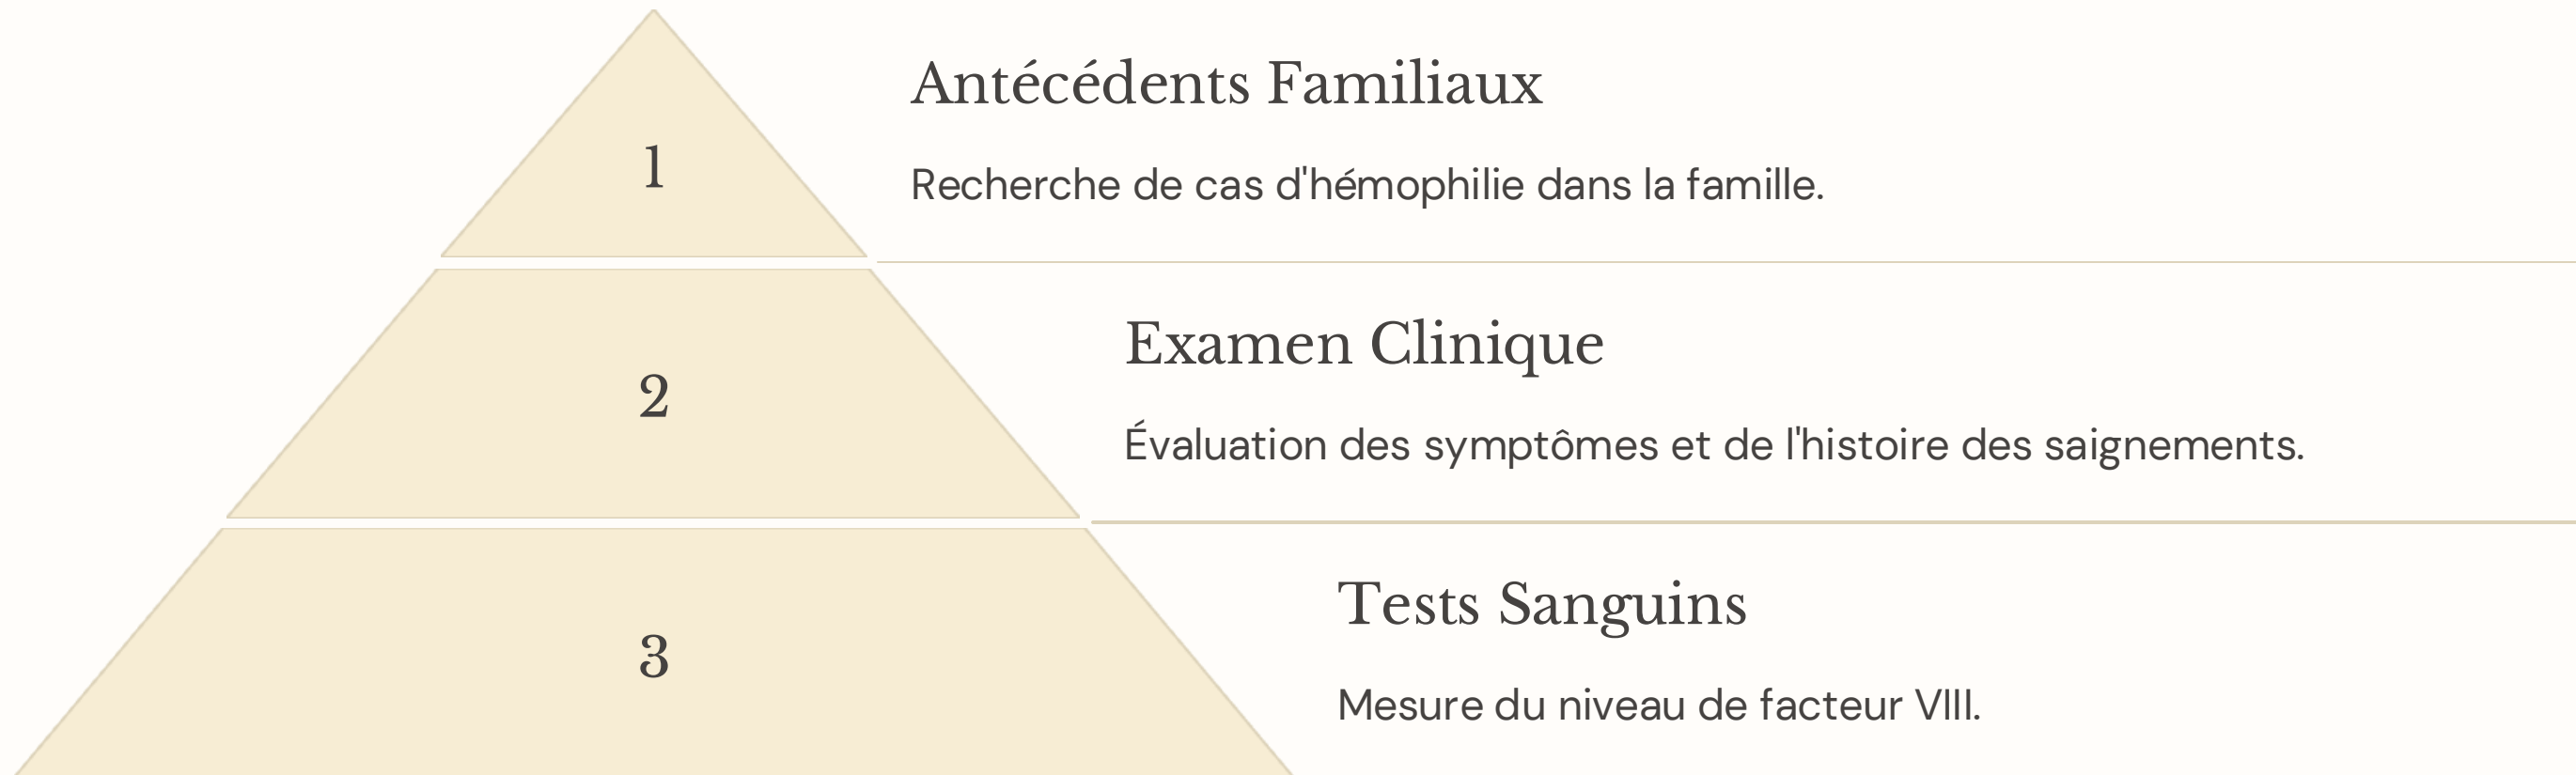 1
Antécédents Familiaux
Recherche de cas d'hémophilie dans la famille.
2
Examen Clinique
Évaluation des symptômes et de l'histoire des saignements.
3
Tests Sanguins
Mesure du niveau de facteur VIII.